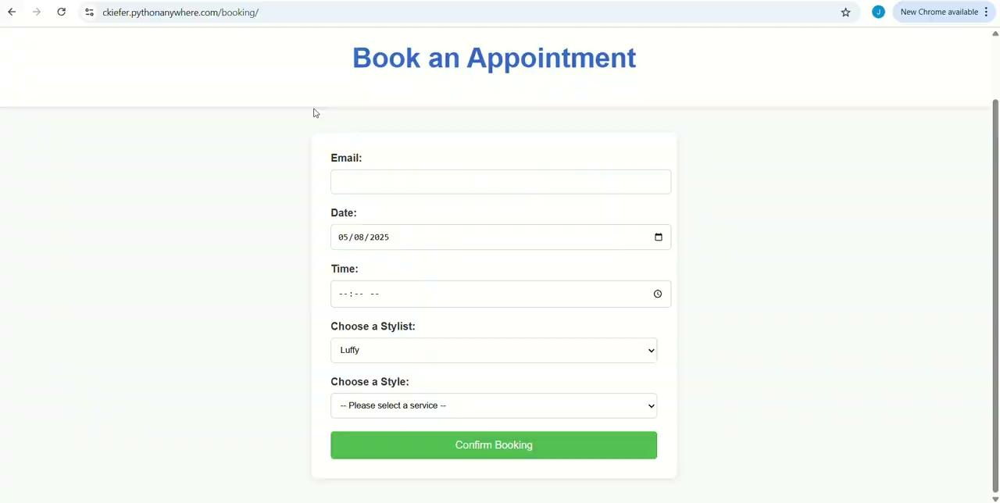 ckiefer.pythonanywhere.com/booking/
J
New Chrome available
Book an Appointment
Email:
Date:
05/08/2025
Time:
--:-- --
Choose a Stylist:
Luffy
Choose a Style:
-- Please select a service --
Confirm Booking